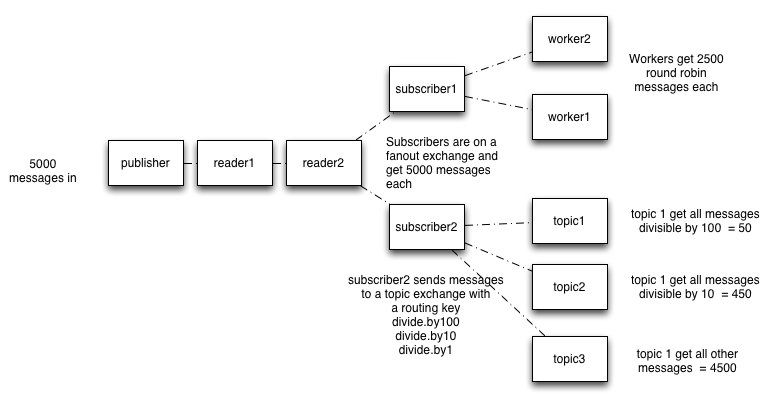 5000
messages in
publisher
reader1
reader2
subscriber1
worker2
worker1
Workers get 2500
round robin
messages each
Subscribers are on a
fanout exchange and
get 5000 messages
each
subscriber2
topic1
topic 1 get all messages
divisible by 100  = 50
topic2
topic 1 get all messages
divisible by 10  = 450
topic3
topic 1 get all other
messages  = 4500
subscriber2 sends messages
to a topic exchange with
a routing key
divide.by100
divide.by10
divide.by1